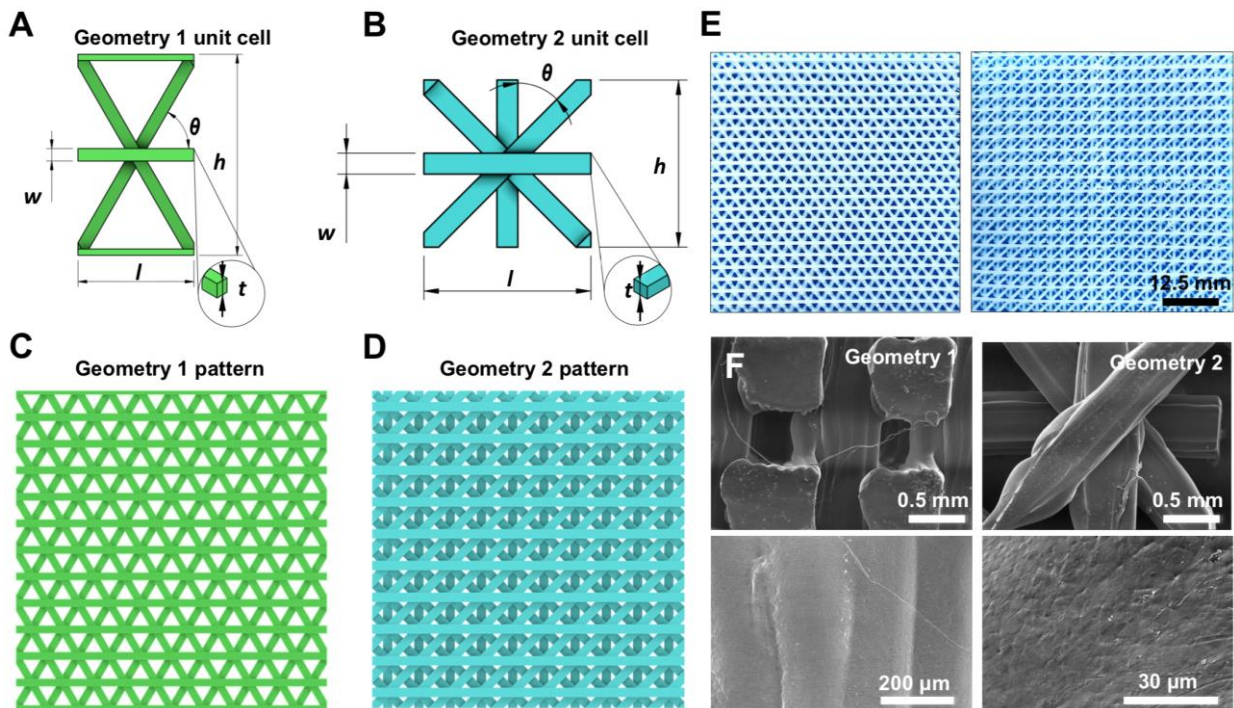 A
Geometry 1 unit cell
θ
h
w
l
t
B
Geometry 2 unit cell
θ
h
w
l
t
C
Geometry 1 pattern
D
Geometry 2 pattern
E
12.5 mm
F
Geometry 1
0.5 mm
Geometry 2
0.5 mm
200 µm
30 µm